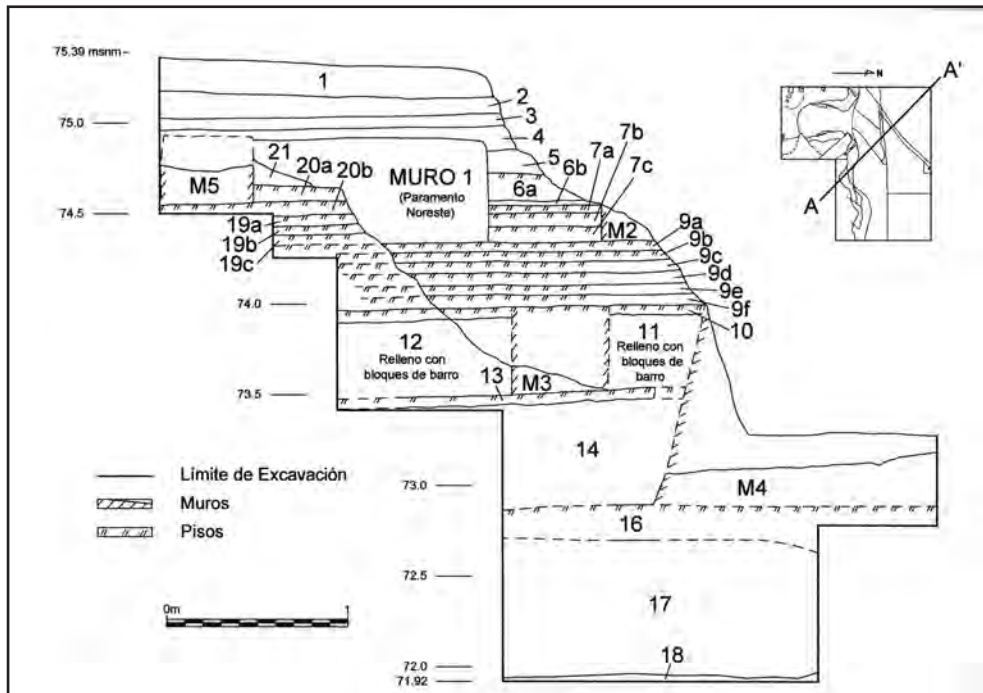 75.39 msnm
A'
N
1
2
75.0
3
4
7b
7a
5
6b
7c
21
20a
20b
MURO 1
(Paramento
Noreste)
6a
M5
A
74.5
M2
19a
9a
19b
9b
19c
9c
9d
9e
74.0
9f
10
12
11
Relleno con
bloques de barro
Relleno con
bloques de
barro
13
M3
73.5
14
Límite de Excavación
Muros
M4
73.0
Pisos
16
72.5
0m
1
17
72.0
18
71.92